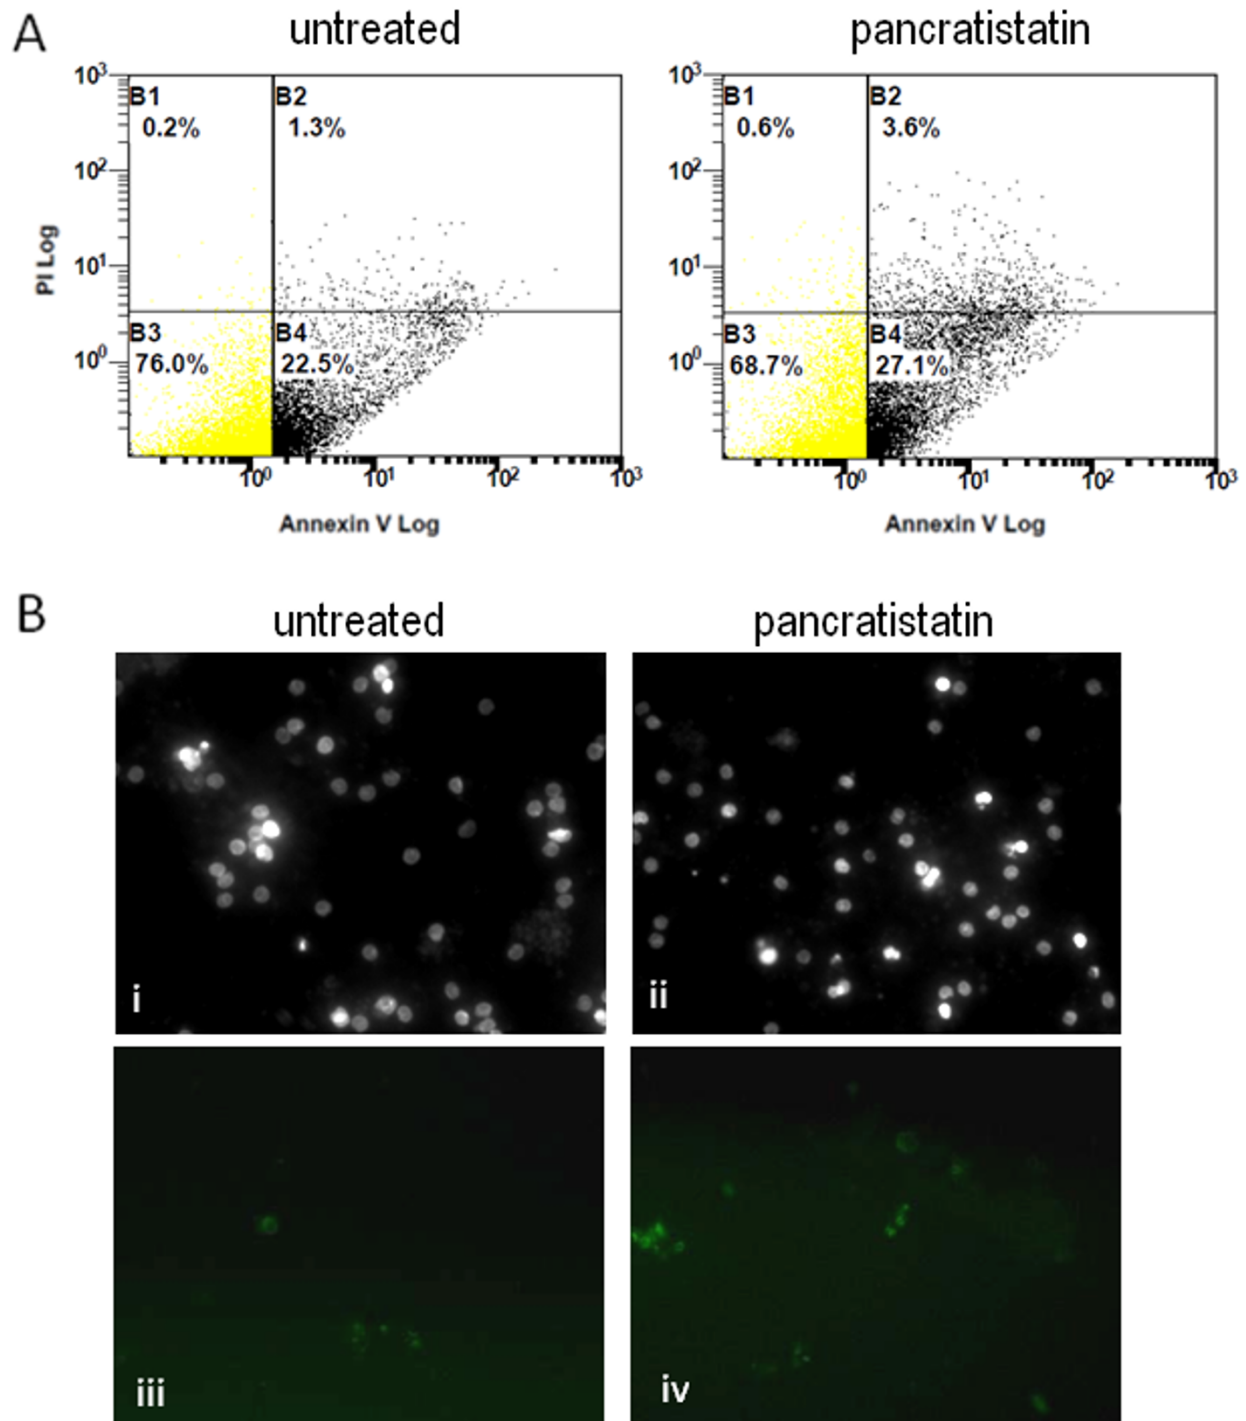 A
untreated
pancratistatin
10³
10²
10¹
10⁰
PI Log
B1
0.2%
B2
1.3%
B3
76.0%
B4
22.5%
10⁰
10¹
10²
10³
Annexin V Log
10³
10²
10¹
10⁰
B1
0.6%
B2
3.6%
B3
68.7%
B4
27.1%
10⁰
10¹
10²
10³
Annexin V Log
B
untreated
pancratistatin
i
ii
iii
iv